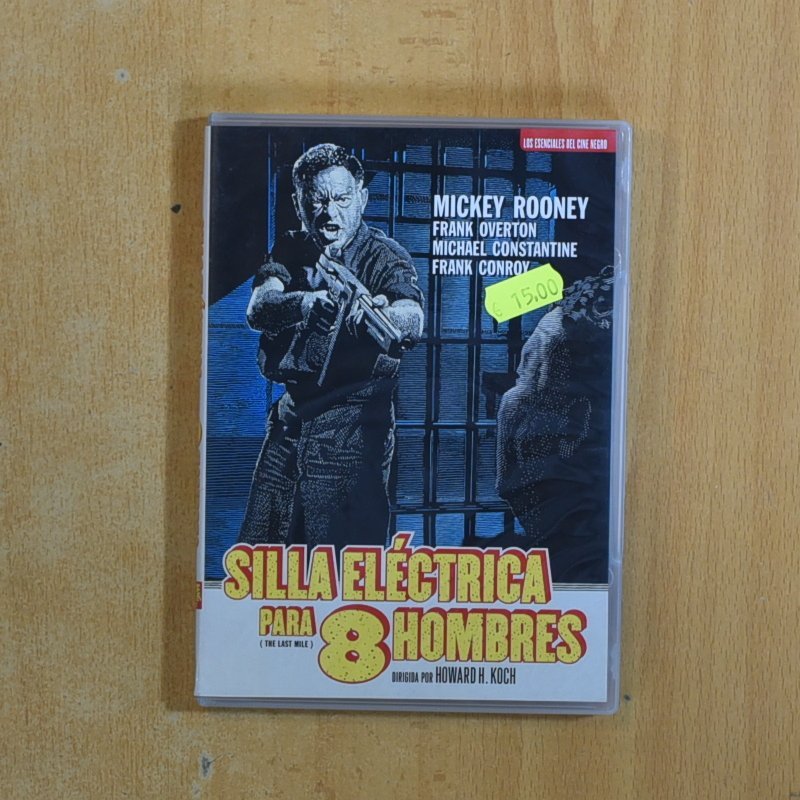 LOS ESENCIALES DEL CINE NEGRO
MICKEY ROONEY
FRANK OVERTON
MICHAEL CONSTANTINE
FRANK CONROY
€ 15,00
SILLA ELÉCTRICA
PARA 8 HOMBRES
( THE LAST MILE )
DIRIGIDA POR HOWARD H. KOCH